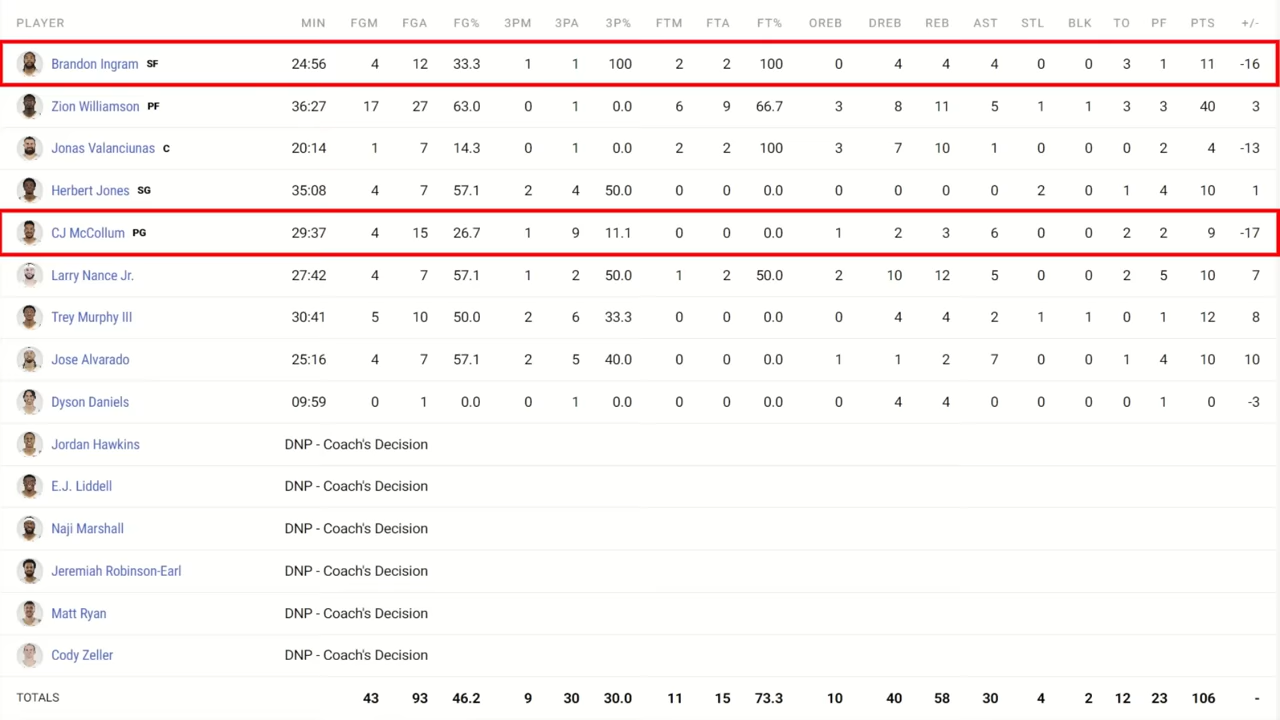 PLAYER MIN FGM FGA FG% 3PM 3PA 3P% FTM FTA FT% OREB DREB REB AST STL BLK TO PF PTS +/-
Brandon Ingram SF 24:56 4 12 33.3 1 1 100 2 2 100 0 4 4 4 0 0 3 1 11 -16
Zion Williamson PF 36:27 17 27 63.0 0 1 0.0 6 9 66.7 3 8 11 5 1 1 3 3 40 3
Jonas Valanciunas C 20:14 1 7 14.3 0 1 0.0 2 2 100 3 7 10 1 0 0 0 2 4 -13
Herbert Jones SG 35:08 4 7 57.1 2 4 50.0 0 0 0.0 0 0 0 0 2 0 1 4 10 1
CJ McCollum PG 29:37 4 15 26.7 1 9 11.1 0 0 0.0 1 2 3 6 0 0 2 2 9 -17
Larry Nance Jr. 27:42 4 7 57.1 1 2 50.0 1 2 50.0 2 10 12 5 0 0 2 5 10 7
Trey Murphy III 30:41 5 10 50.0 2 6 33.3 0 0 0.0 0 4 4 2 1 1 0 1 12 8
Jose Alvarado 25:16 4 7 57.1 2 5 40.0 0 0 0.0 1 1 2 7 0 0 1 4 10 10
Dyson Daniels 09:59 0 1 0.0 0 1 0.0 0 0 0.0 0 4 4 0 0 0 0 1 0 -3
Jordan Hawkins DNP - Coach's Decision
E.J. Liddell DNP - Coach's Decision
Naji Marshall DNP - Coach's Decision
Jeremiah Robinson-Earl DNP - Coach's Decision
Matt Ryan DNP - Coach's Decision
Cody Zeller DNP - Coach's Decision
TOTALS 43 93 46.2 9 30 30.0 11 15 73.3 10 40 58 30 4 2 12 23 106 -